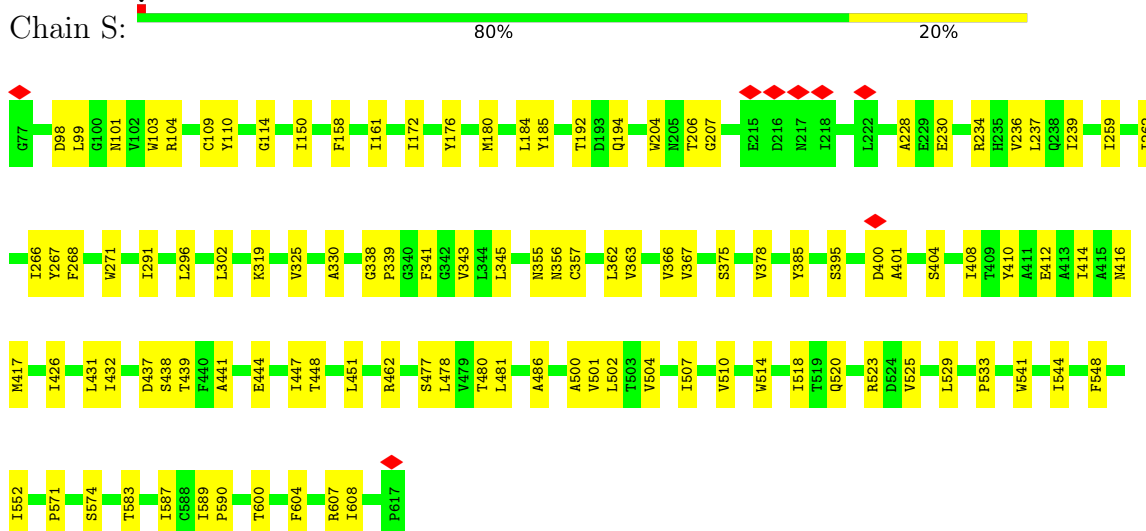 Chain S:
80% 20%
G77 D98 L99 G100 N101 V102 W103 R104 C109 Y110 G114 I150 F158 I161 I172 Y176 M180 L184 Y185 T192 D193 Q194 W204 N205 T206 G207 E215 D216 N217 I218 L222 A228 E229 E230 R234 H235 V236 L237 Q238 I239 I259
I266 Y267 F268 W271 I291 L296 L302 K319 V325 A330 G338 P339 G340 F341 G342 V343 L344 L345 N355 N356 C357 L362 V363 V366 V367 S375 V378 Y385 S395 D400 A401 S404 I408 T409 Y410 A411 E412 A413 I414 A415 N416
M417 I426 L431 I432 D437 S438 T439 F440 A441 E444 I447 T448 L451 R462 S477 L478 V479 T480 L481 A486 A500 V501 L502 T503 V504 I507 V510 W514 I518 T519 Q520 R523 D524 V525 L529 P533 W541 I544 F548
I552 P571 S574 T583 I587 C588 I589 P590 T600 F604 R607 I608 P617